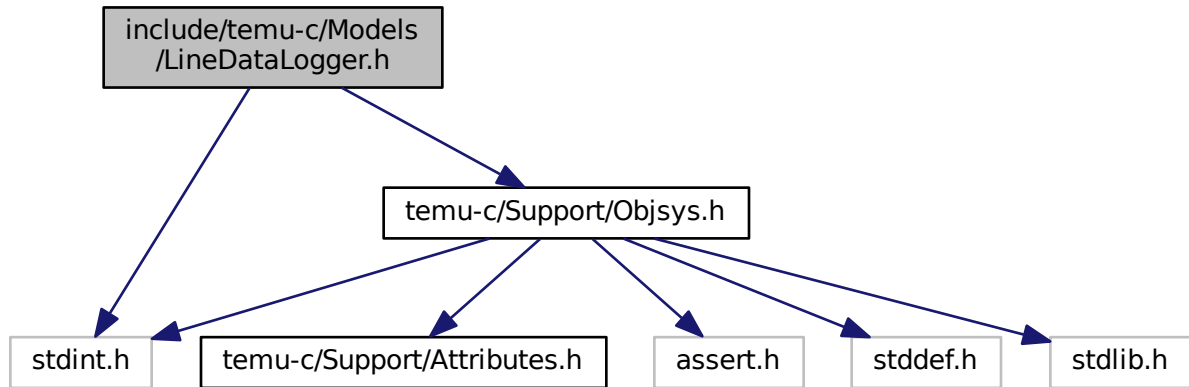 include/temu-c/Models
/LineDataLogger.h
temu-c/Support/Objsys.h
stdint.h
temu-c/Support/Attributes.h
assert.h
stddef.h
stdlib.h